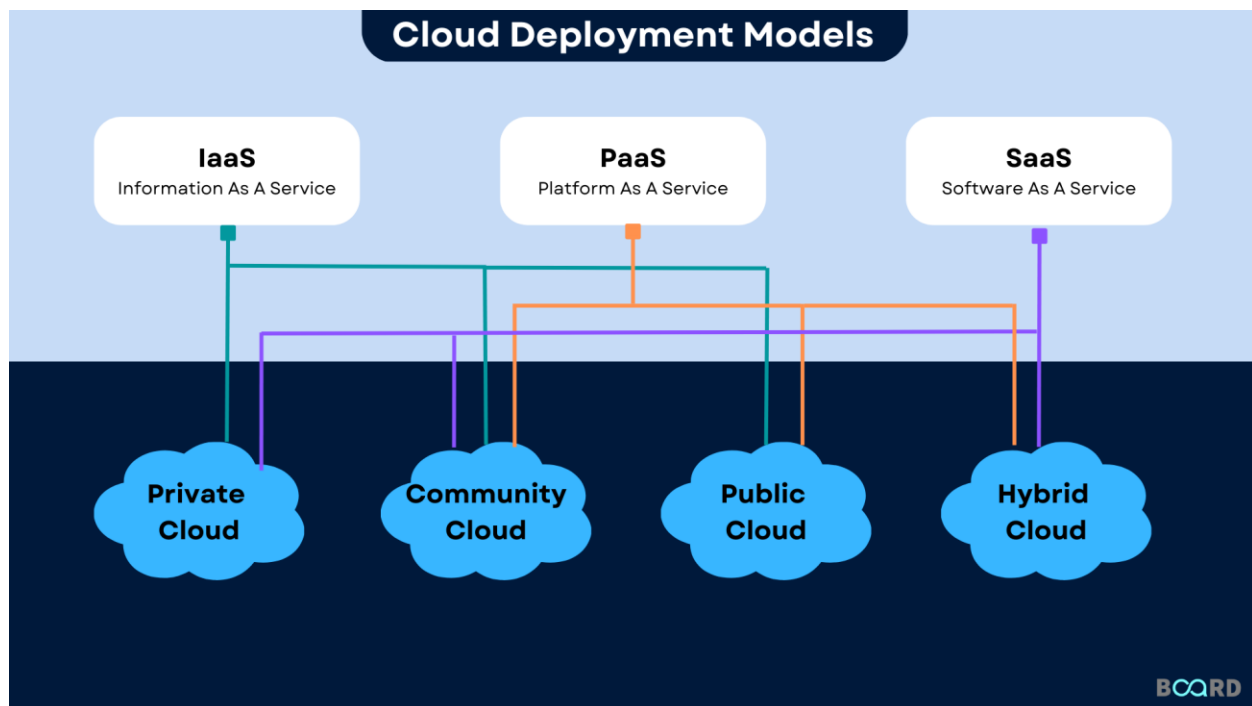 Cloud Deployment Models
IaaS
Information As A Service
PaaS
Platform As A Service
SaaS
Software As A Service
Private
Cloud
Community
Cloud
Public
Cloud
Hybrid
Cloud
BOARD